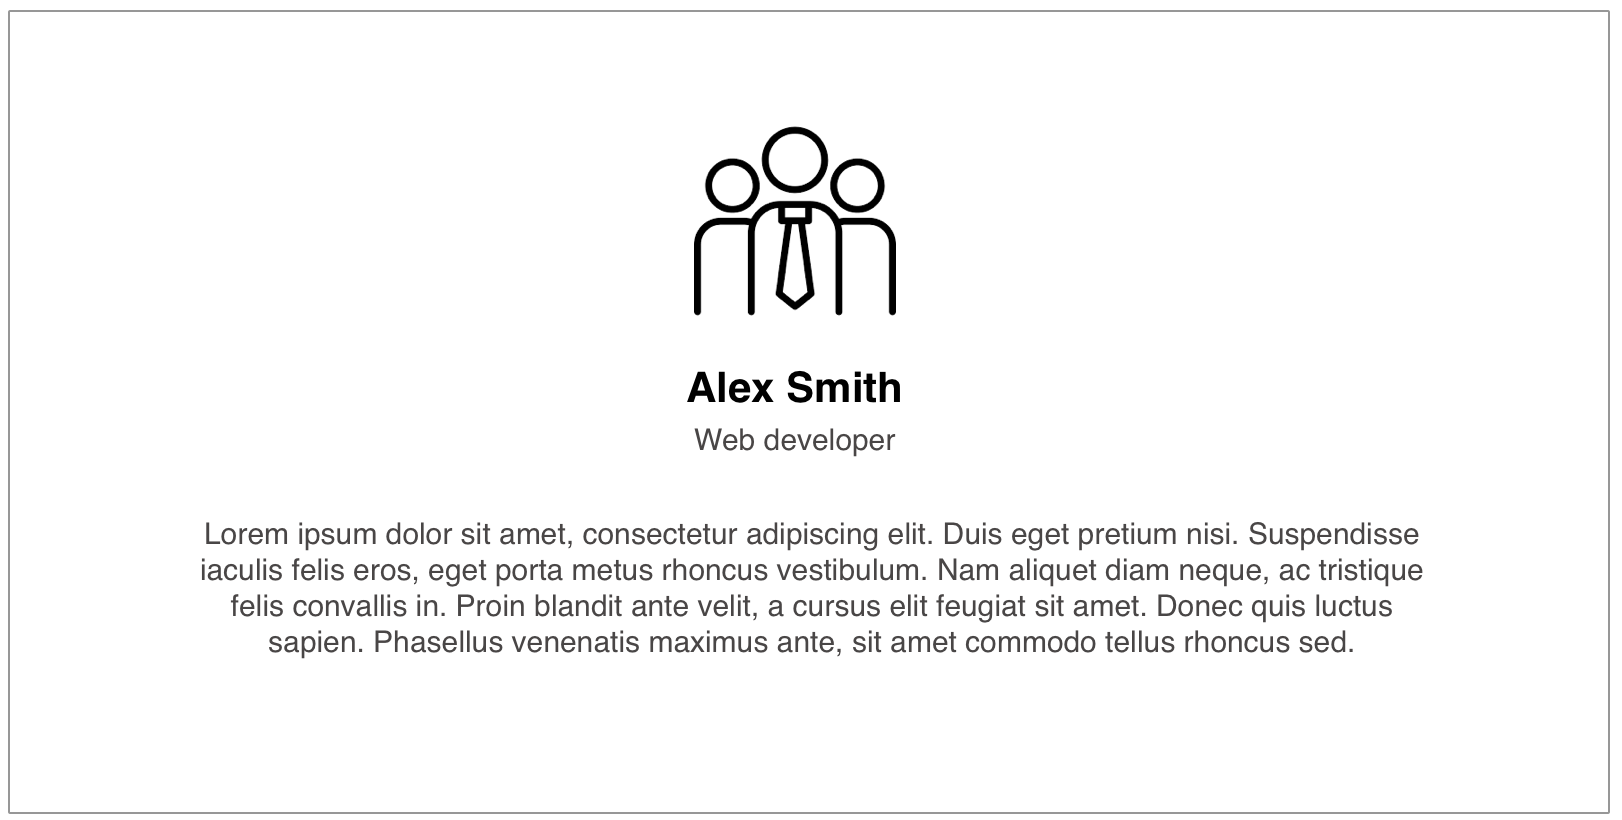 Alex Smith
Web developer
Lorem ipsum dolor sit amet, consectetur adipiscing elit. Duis eget pretium nisi. Suspendisse
iaculis felis eros, eget porta metus rhoncus vestibulum. Nam aliquet diam neque, ac tristique
felis convallis in. Proin blandit ante velit, a cursus elit feugiat sit amet. Donec quis luctus
sapien. Phasellus venenatis maximus ante, sit amet commodo tellus rhoncus sed.